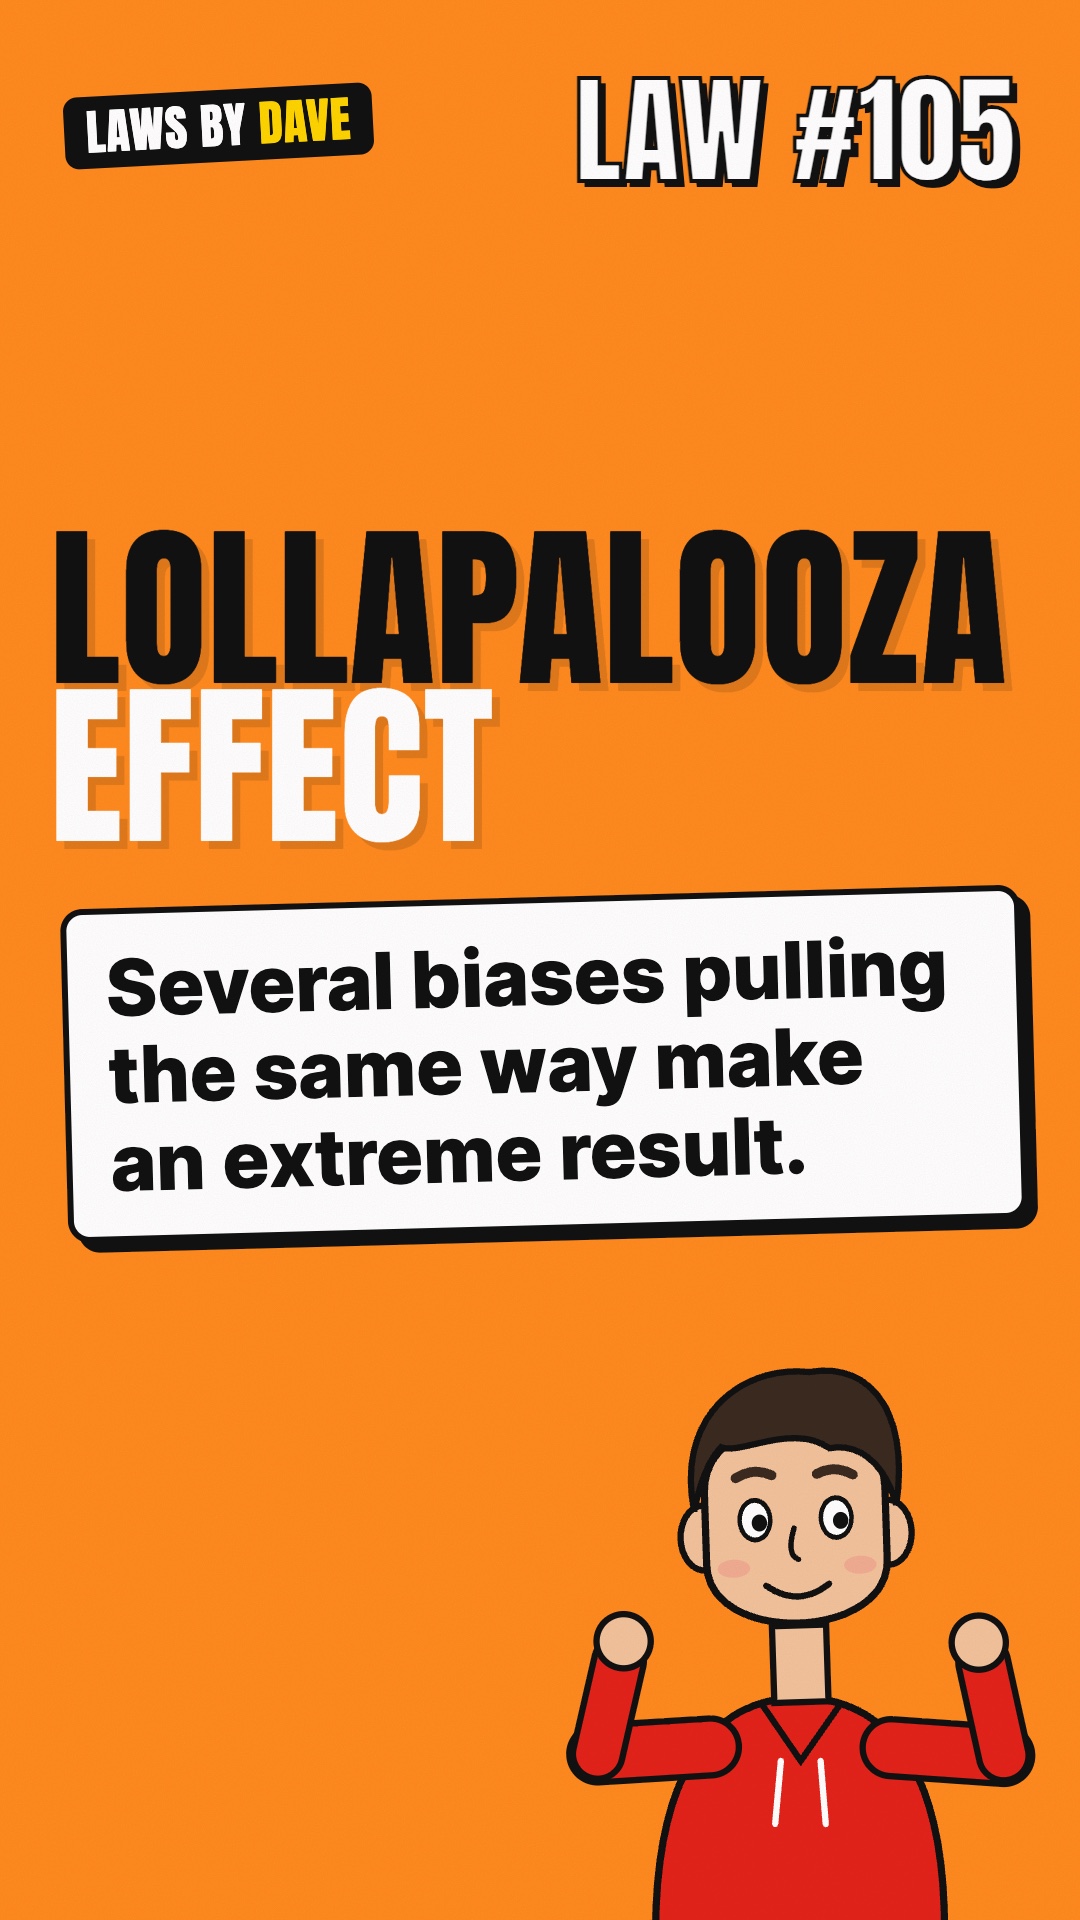 LAWS BY DAVE
LAW #105
LOLLAPALOOZA
EFFECT
Several biases pulling
the same way make
an extreme result.